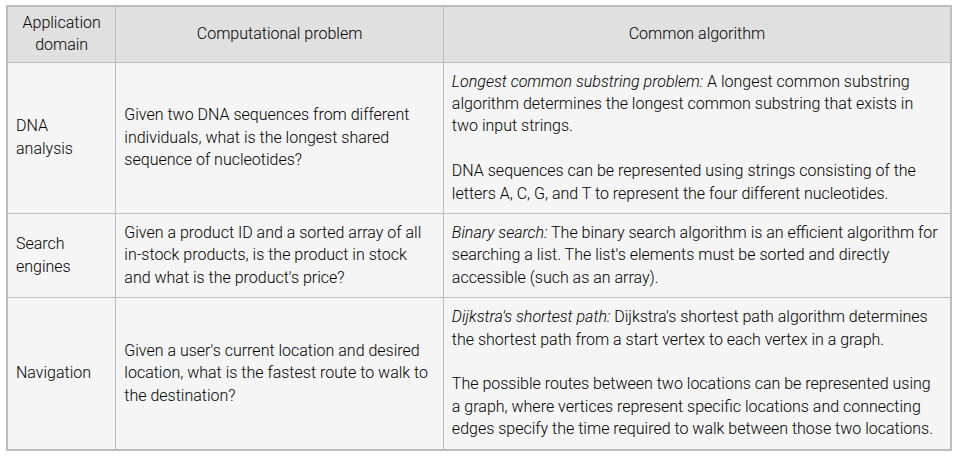 Application
domain
Computational problem
Common algorithm
DNA
analysis
Given two DNA sequences from different
individuals, what is the longest shared
sequence of nucleotides?
Longest common substring problem: A longest common substring
algorithm determines the longest common substring that exists in
two input strings.
DNA sequences can be represented using strings consisting of the
letters A, C, G, and T to represent the four different nucleotides.
Search
engines
Given a product ID and a sorted array of all
in-stock products, is the product in stock
and what is the product's price?
Binary search: The binary search algorithm is an efficient algorithm for
searching a list. The list's elements must be sorted and directly
accessible (such as an array).
Navigation
Given a user's current location and desired
location, what is the fastest route to walk to
the destination?
Dijkstra's shortest path: Dijkstra's shortest path algorithm determines
the shortest path from a start vertex to each vertex in a graph.
The possible routes between two locations can be represented using
a graph, where vertices represent specific locations and connecting
edges specify the time required to walk between those two locations.